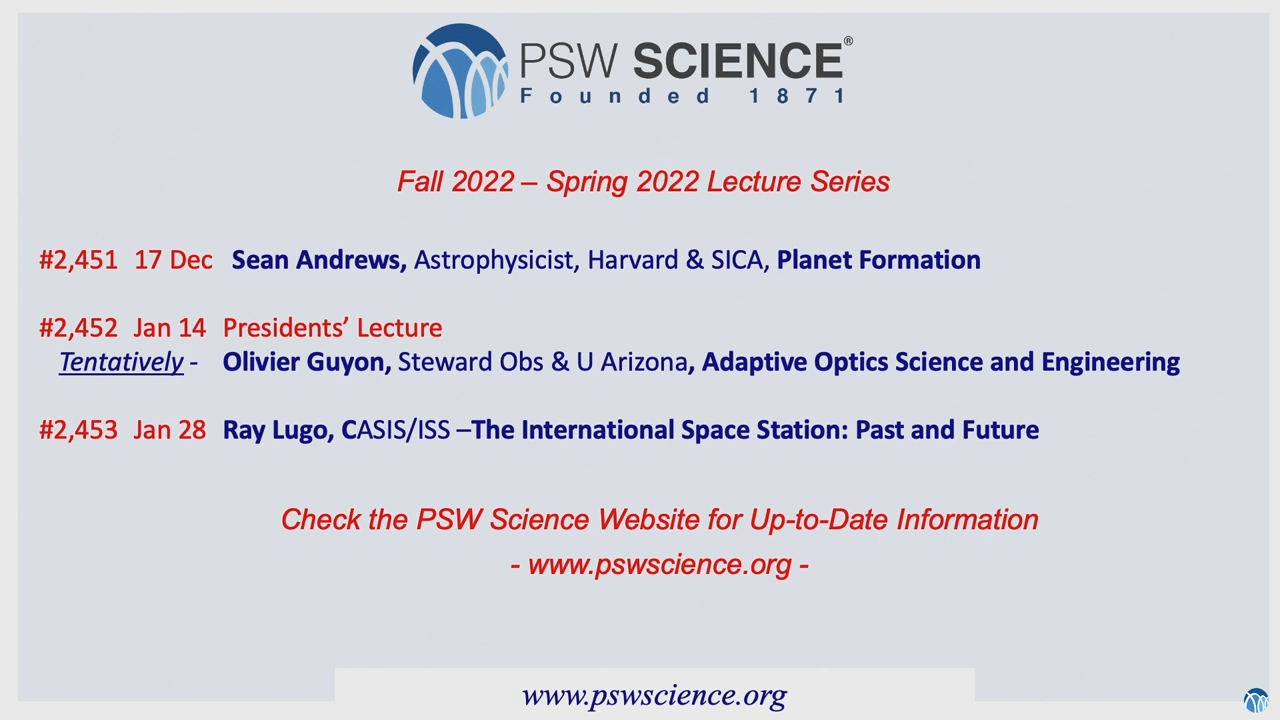 PSW SCIENCE®
Founded 1871
Fall 2022 – Spring 2022 Lecture Series
#2,451 17 Dec Sean Andrews, Astrophysicist, Harvard & SICA, Planet Formation
#2,452 Jan 14 Presidents’ Lecture
Tentatively - Olivier Guyon, Steward Obs & U Arizona, Adaptive Optics Science and Engineering
#2,453 Jan 28 Ray Lugo, CASIS/ISS –The International Space Station: Past and Future
Check the PSW Science Website for Up-to-Date Information
- www.pswscience.org -
www.pswscience.org